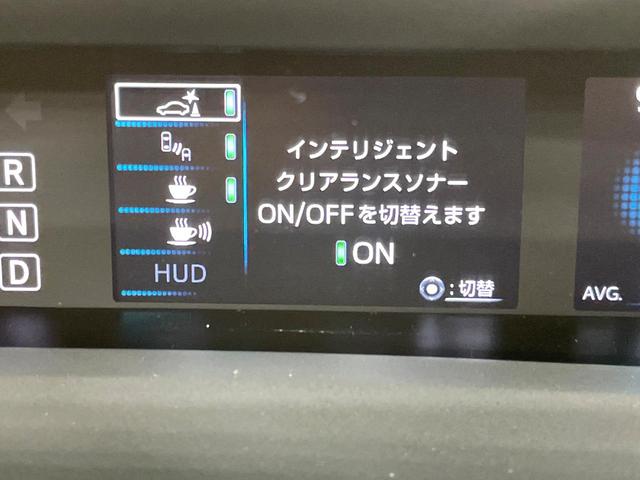 R
N
D
インテリジェント
クリアランスソナー
ON/OFFを切替えます
ON
:切替
HUD
AVG.